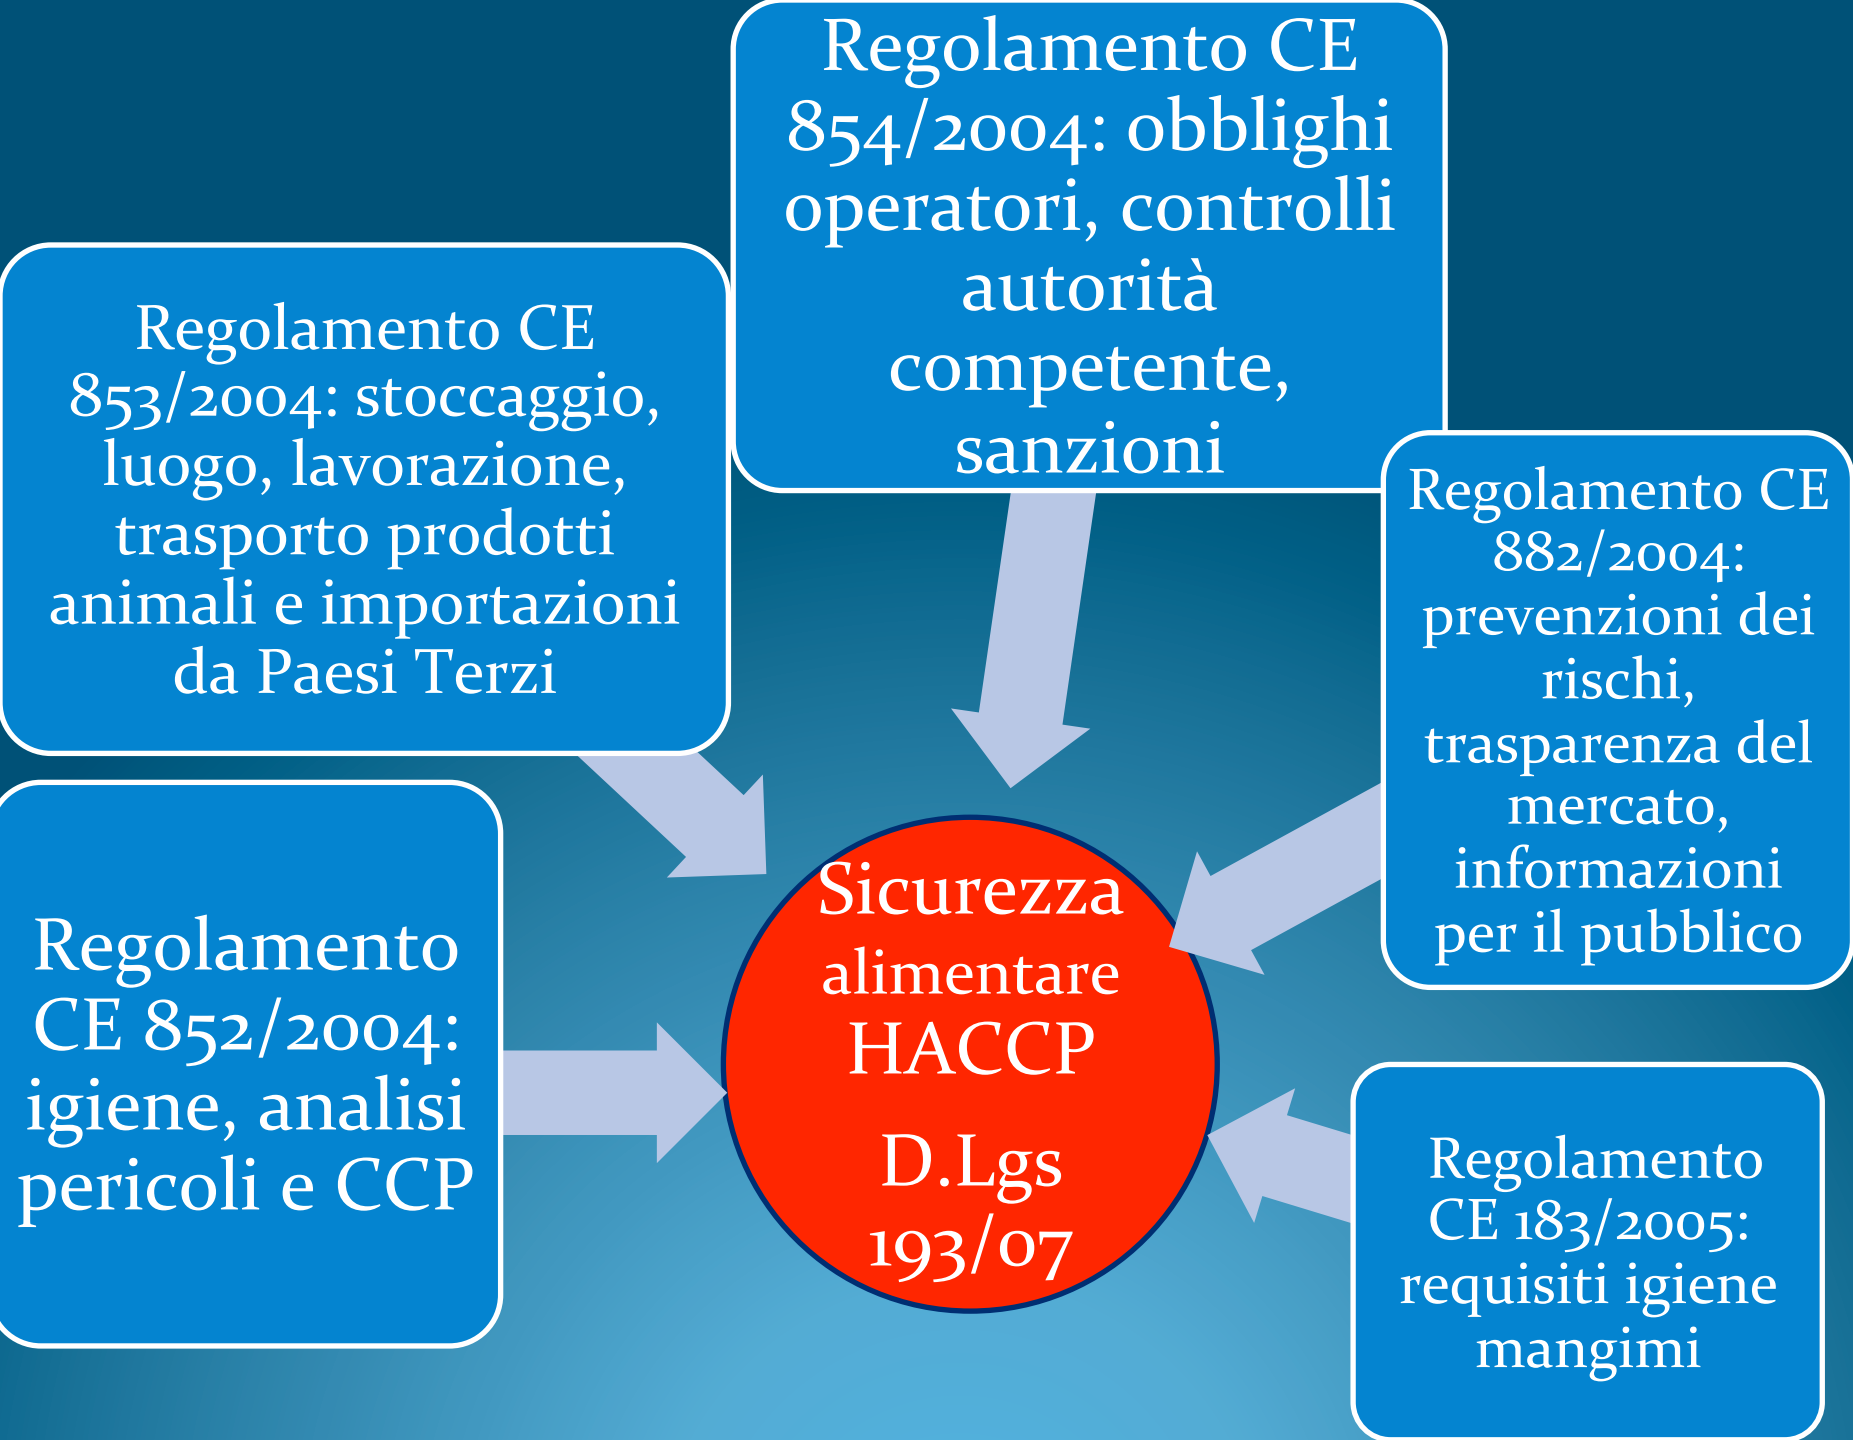 Regolamento CE
854/2004: obblighi
operatori, controlli
autorità
competente,
sanzioni
Regolamento CE
853/2004: stoccaggio,
luogo, lavorazione,
trasporto prodotti
animali e importazioni
da Paesi Terzi
Regolamento CE
882/2004:
prevenzioni dei
rischi,
trasparenza del
mercato,
informazioni
per il pubblico
Regolamento
CE 852/2004:
igiene, analisi
pericoli e CCP
Sicurezza
alimentare
HACCP
D.Lgs
193/07
Regolamento
CE 183/2005:
requisiti igiene
mangimi